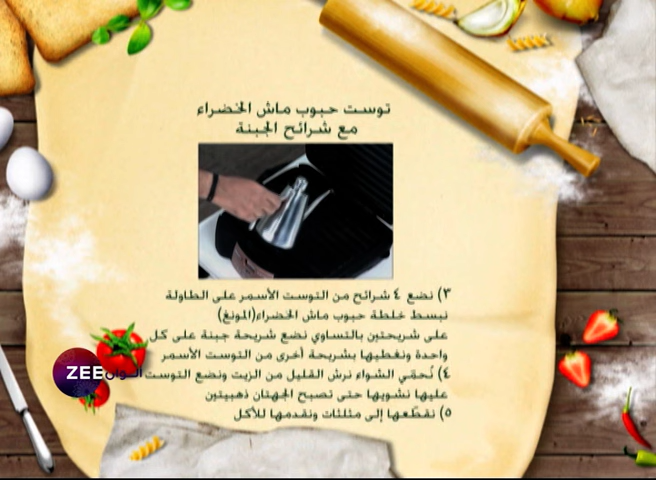 توست حبوب ماش الخضراء
مع شرائح الجبنة
٣) نضع ٤ شرائح من التوست الأسمر على الطاولة
نبسط خلطة حبوب ماش الخضراء(المونغ)
على شريحتين بالتساوي نضع شريحة جبنة على كل
واحدة ونغطيها بشريحة أخرى من التوست الأسمر
٤) نُحمّي الشواء نرش القليل من الزيت ونضع التوست
عليها نشويها حتى تصبح الجهتان ذهبيتين
٥) نقطّعها إلى مثلثات ونقدمها للأكل
ZEE الوان